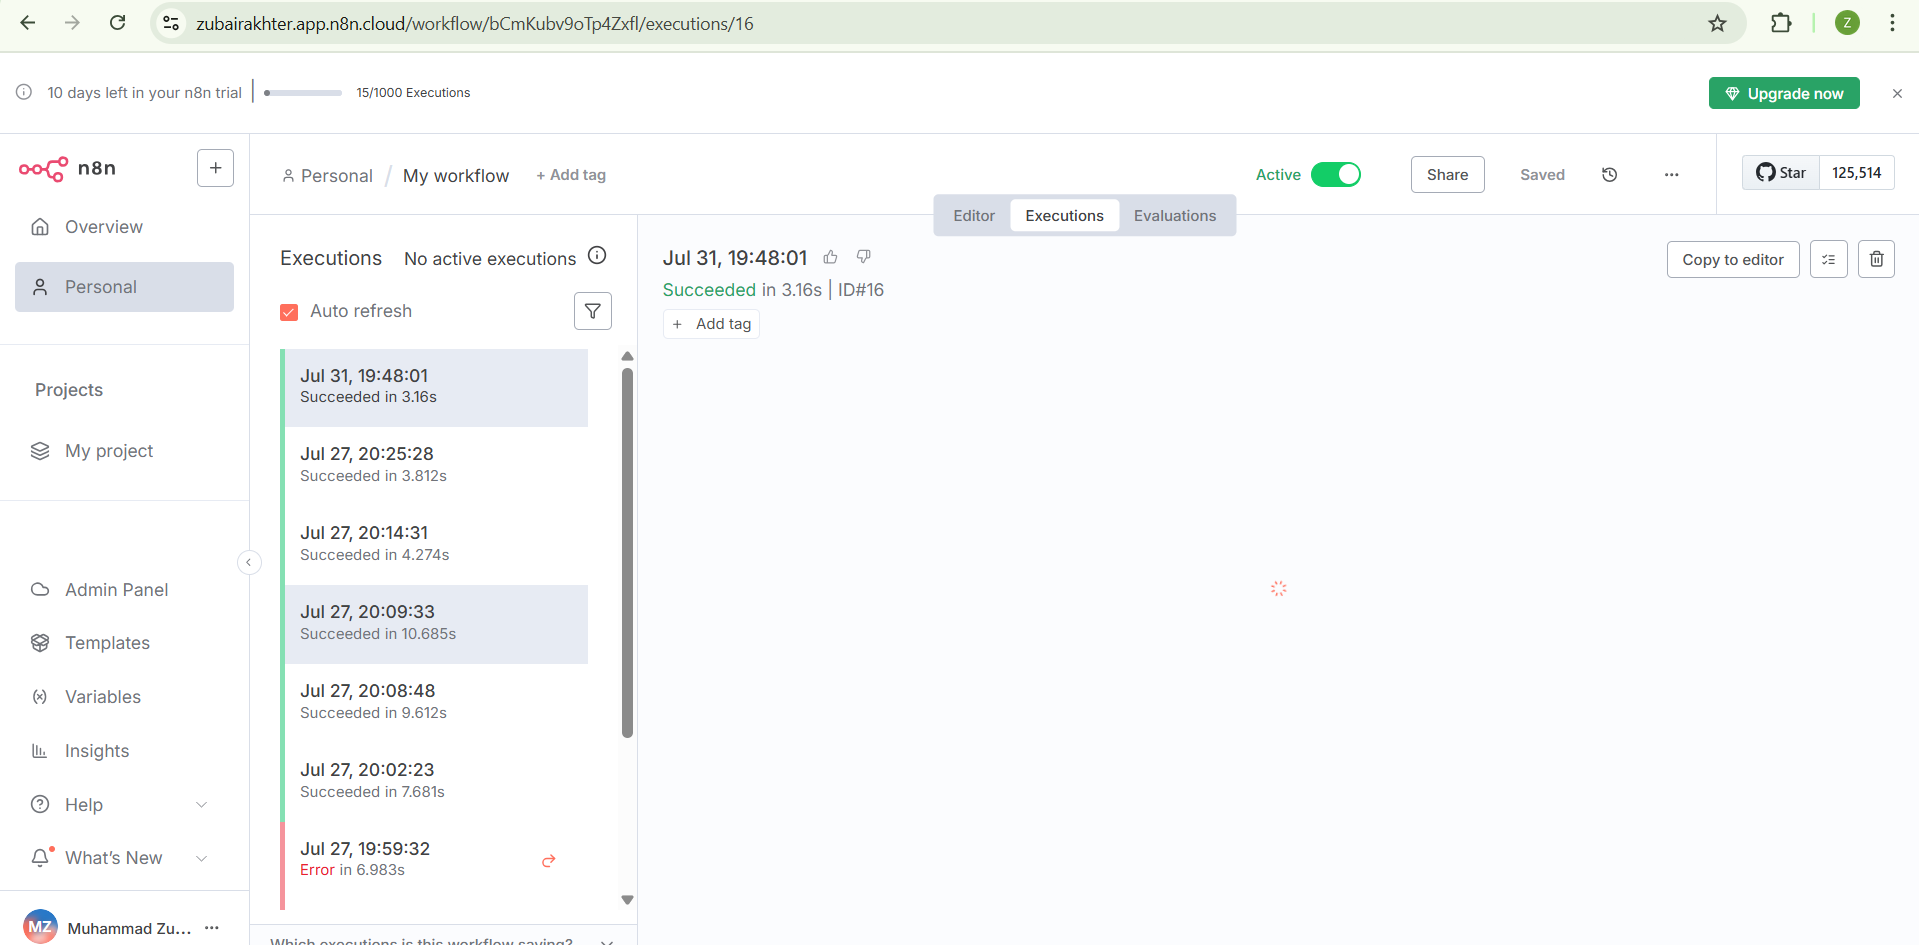 zubairakhter.app.n8n.cloud/workflow/bCmKubv9oTp4Zxfl/executions/16
Z
10 days left in your n8n trial
15/1000 Executions
Upgrade now
n8n
+
Personal / My workflow
+ Add tag
Active
Share
Saved
Star
125,514
Editor
Executions
Evaluations
Overview
Personal
Projects
My project
Admin Panel
Templates
Variables
Insights
Help
What's New
MZ
Muhammad Zu...
Executions
No active executions
Auto refresh
Jul 31, 19:48:01
Succeeded in 3.16s
Jul 27, 20:25:28
Succeeded in 3.812s
Jul 27, 20:14:31
Succeeded in 4.274s
Jul 27, 20:09:33
Succeeded in 10.685s
Jul 27, 20:08:48
Succeeded in 9.612s
Jul 27, 20:02:23
Succeeded in 7.681s
Jul 27, 19:59:32
Error in 6.983s
Which executions is this workflow saving?
Jul 31, 19:48:01
Succeeded in 3.16s | ID#16
+ Add tag
Copy to editor